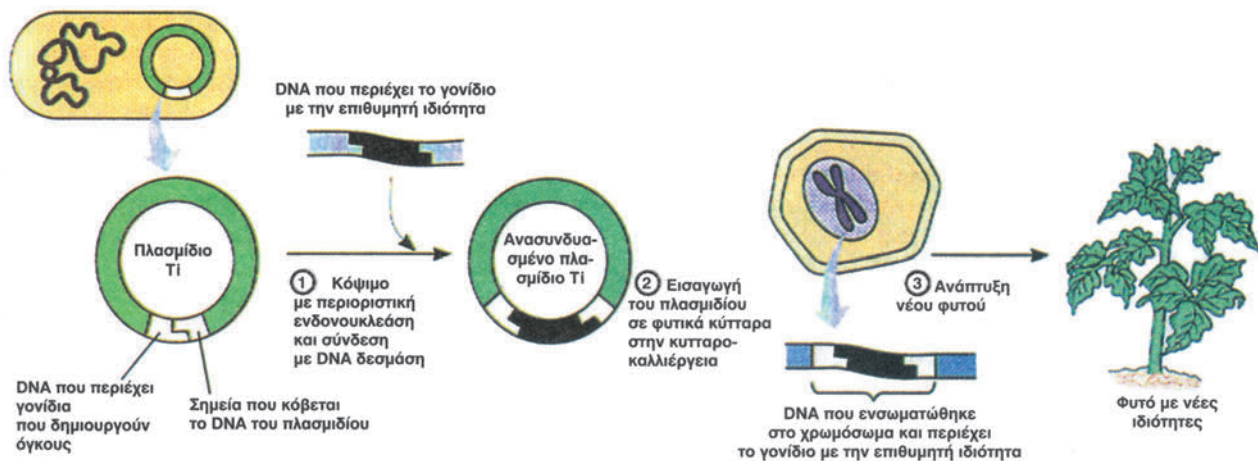 DNA που περιέχει το γονίδιο
με την επιθυμητή ιδιότητα
Πλασμίδιο
Ti
① Κόψιμο
με περιοριστική
ενδονουκλεάση
και σύνδεση
με DNA δεσμάση
Ανασυνδυα-
σμένο πλα-
σμίδιο Ti
② Εισαγωγή
του πλασμιδίου
σε φυτικά κύτταρα
στην κυτταρο-
καλλιέργεια
③ Ανάπτυξη
νέου φυτού
DNA που περιέχει
γονίδια
που δημιουργούν
όγκους
Σημεία που κόβεται
το DNA του πλασμιδίου
DNA που ενσωματώθηκε
στο χρωμόσωμα και περιέχει
το γονίδιο με την επιθυμητή ιδιότητα
Φυτό με νέες
ιδιότητες